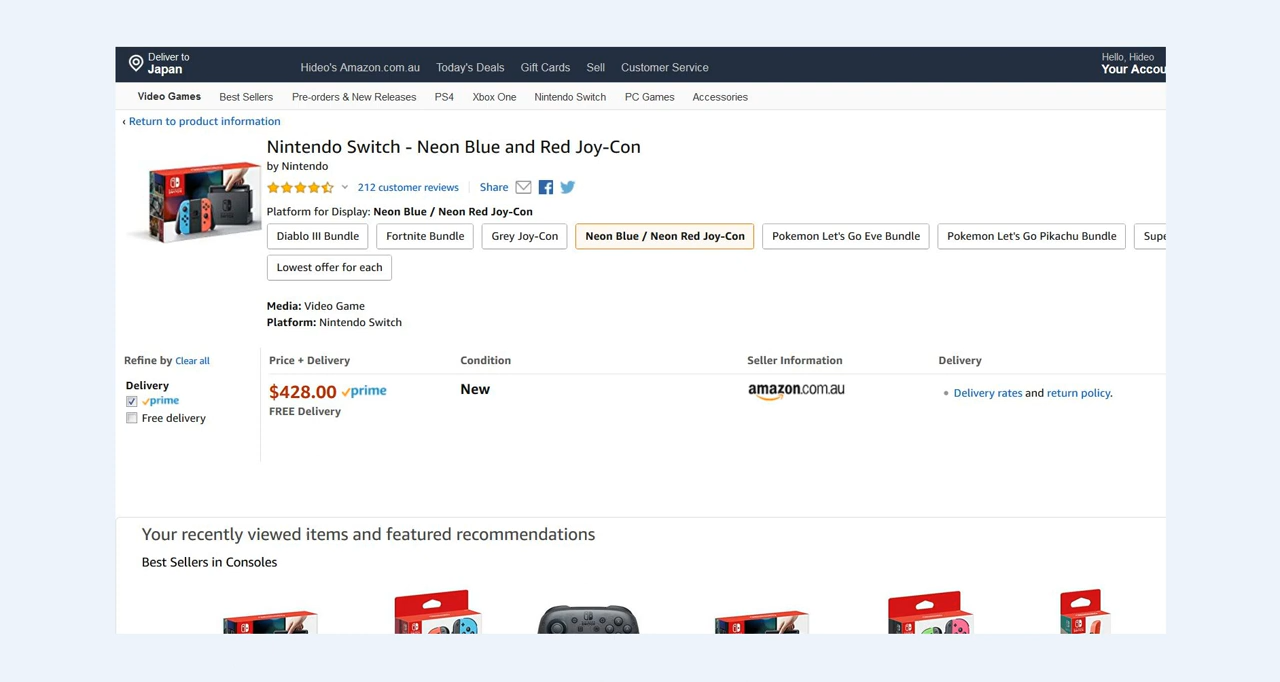 Deliver to
Japan
Hideo's Amazon.com.au Today's Deals Gift Cards Sell Customer Service
Hello, Hideo
Your Accou
Video Games Best Sellers Pre-orders & New Releases PS4 Xbox One Nintendo Switch PC Games Accessories
‹ Return to product information
Nintendo Switch - Neon Blue and Red Joy-Con
by Nintendo
212 customer reviews Share
Platform for Display: Neon Blue / Neon Red Joy-Con
Diablo III Bundle Fortnite Bundle Grey Joy-Con Neon Blue / Neon Red Joy-Con Pokemon Let's Go Eve Bundle Pokemon Let's Go Pikachu Bundle Supe
Lowest offer for each
Media: Video Game
Platform: Nintendo Switch
Refine by Clear all
Delivery
prime
Free delivery
Price + Delivery Condition Seller Information Delivery
$428.00 prime New amazon.com.au • Delivery rates and return policy.
FREE Delivery
Your recently viewed items and featured recommendations
Best Sellers in Consoles